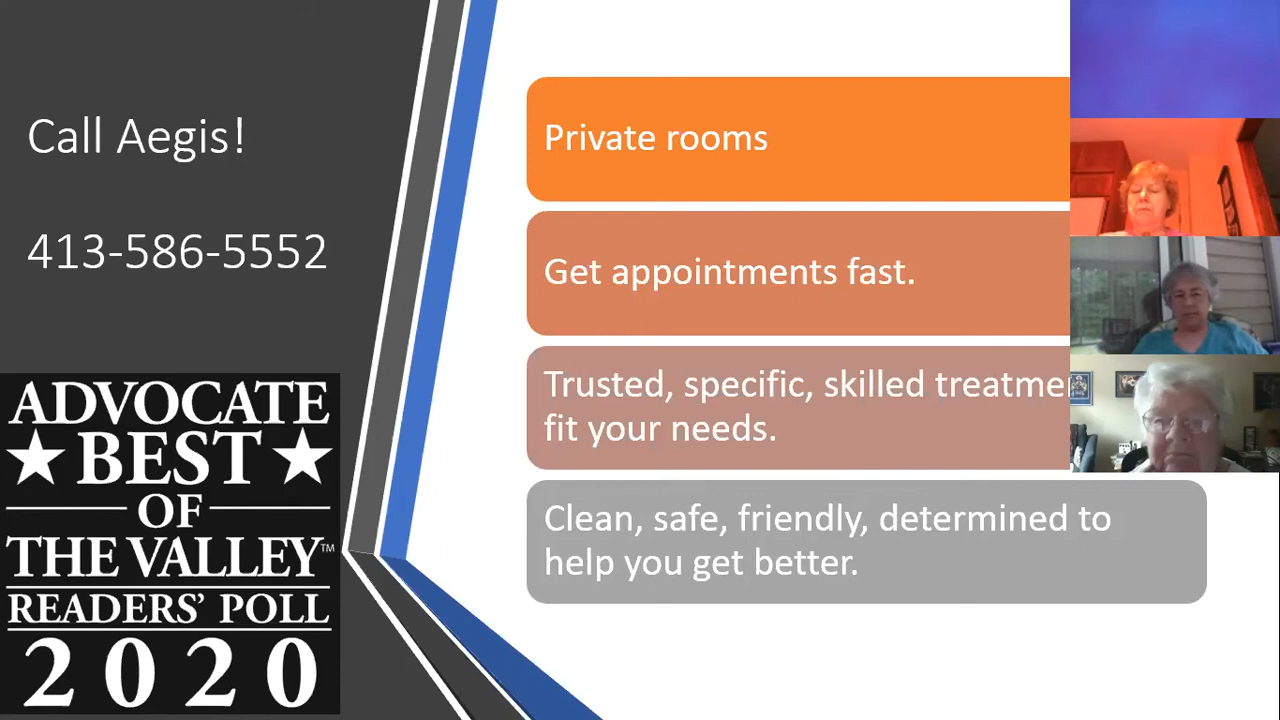 Call Aegis!
413-586-5552
ADVOCATE
BEST
OF
THE VALLEY™
READERS' POLL
2020
Private rooms
Get appointments fast.
Trusted, specific, skilled
fit your needs.
Clean, safe, friendly, determined to
help you get better.